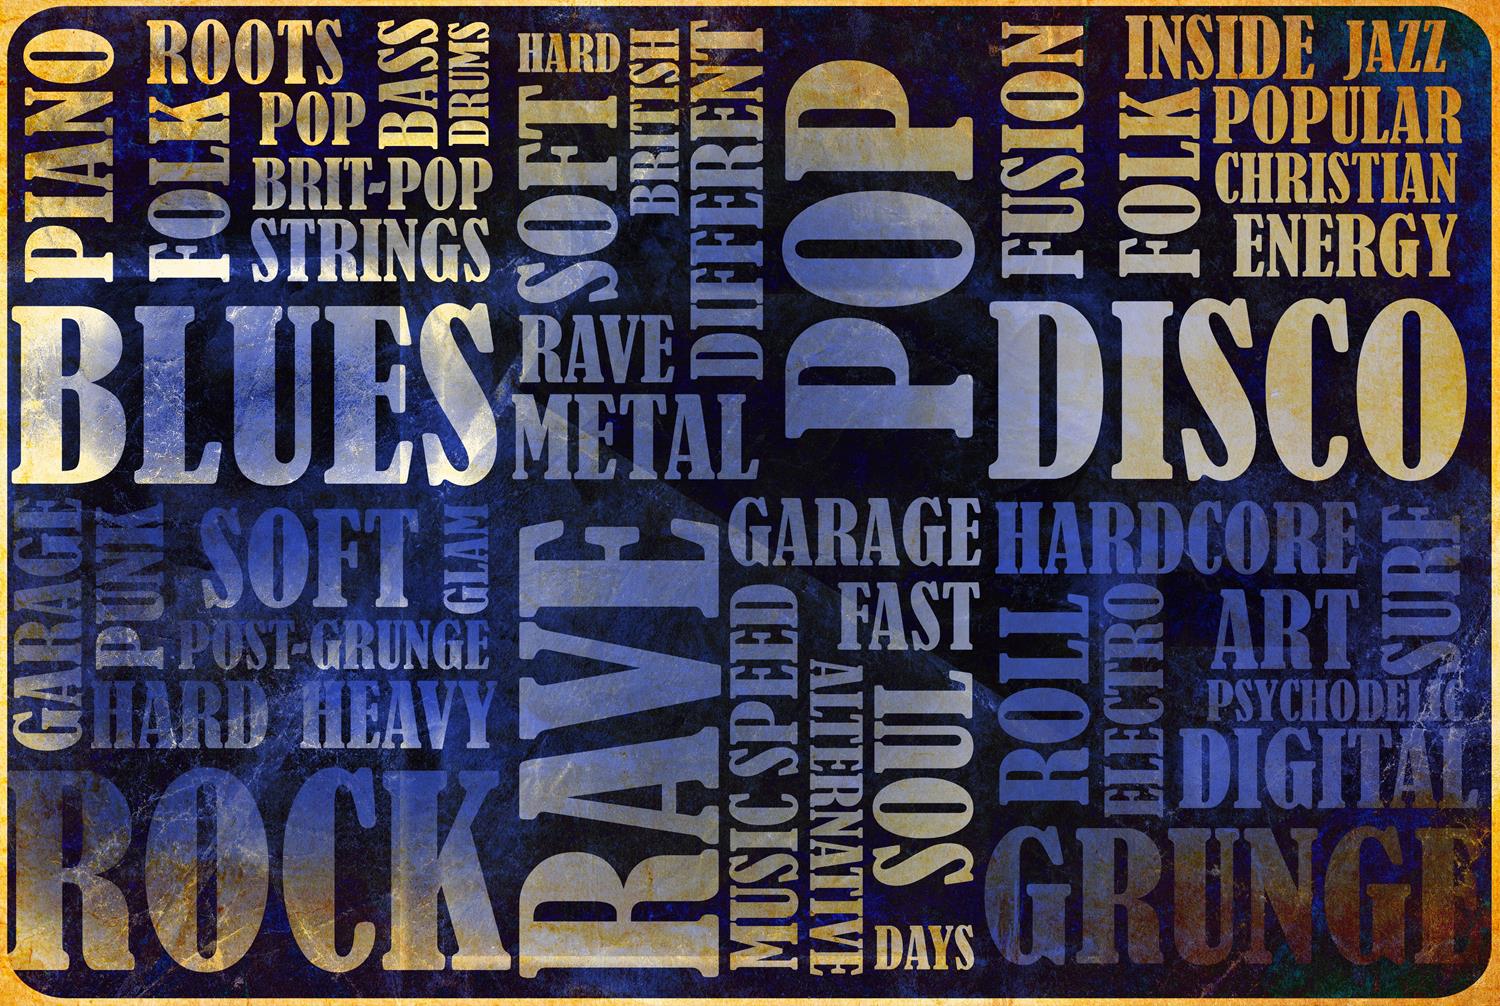 PIANO
ROOTS
FOLK
POP
BASS
DRUMS
BRIT-POP
STRINGS
BLUES
HARD
BRITISH
SOFT
DIFFERENT
RAVE
METAL
POP
FUSION
INSIDE JAZZ
FOLK
POPULAR
CHRISTIAN
ENERGY
DISCO
GARAGE
PUNK
SOFT
GLAM
POST-GRUNGE
HARD HEAVY
ROCK
RAVE
GARAGE
FAST
MUSIC SPEED
ALTERNATIVE
SOUL
DAYS
HARDCORE
SURF
ROLL
ELECTRO
ART
PSYCHODELIC
DIGITAL
GRUNGE